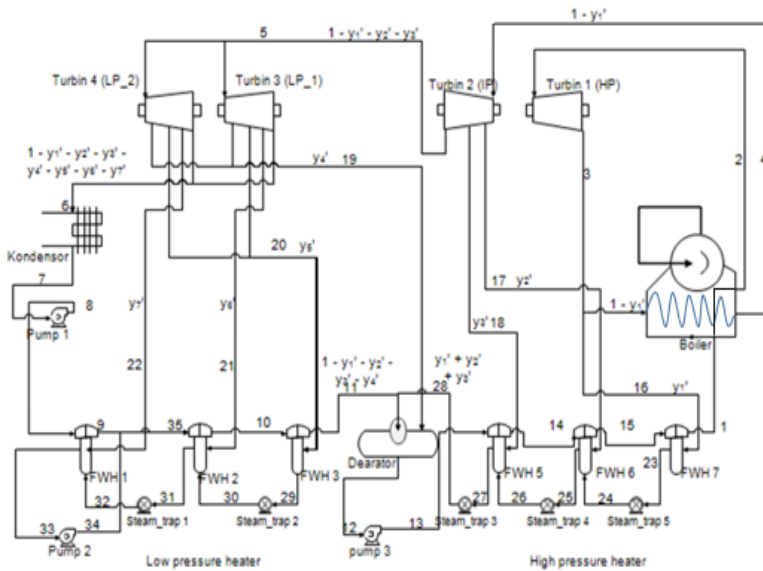 5
1 - y₁' - y₂' - y₃'
1 - y₁'
Turbin 4 (LP_2)
Turbin 3 (LP_1)
Turbin 2 (IP)
Turbin 1 (HP)
1 - y₁' - y₂' - y₃' -
y₄' - y₅' - y₆' - y₇'
y₄'
19
3
2
4
6
20
y₅'
17
y₂'
Kondensor
7
8
y₇'
y₆'
y₃'
18
1 - y₁'
Pump 1
Boiler
22
21
1 - y₁' - y₂' -
y₃' - y₄'
y₁' + y₂'
+ y₃'
11
28
16
y₁'
9
35
10
14
15
1
FWH 1
FWH 2
FWH 3
Dearator
FWH 5
FWH 6
23
FWH 7
32
31
30
29
27
26
25
24
33
34
Steam_trap 1
Steam_trap 2
12
13
Steam_trap 3
Steam_trap 4
Steam_trap 5
Pump 2
pump 3
Low pressure heater
High pressure heater